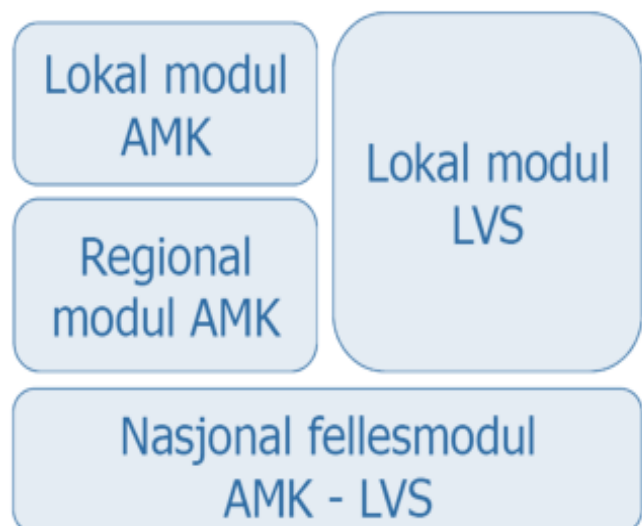 Lokal modul
AMK
Regional
modul AMK
Lokal modul
LVS
Nasjonal fellesmodul
AMK - LVS